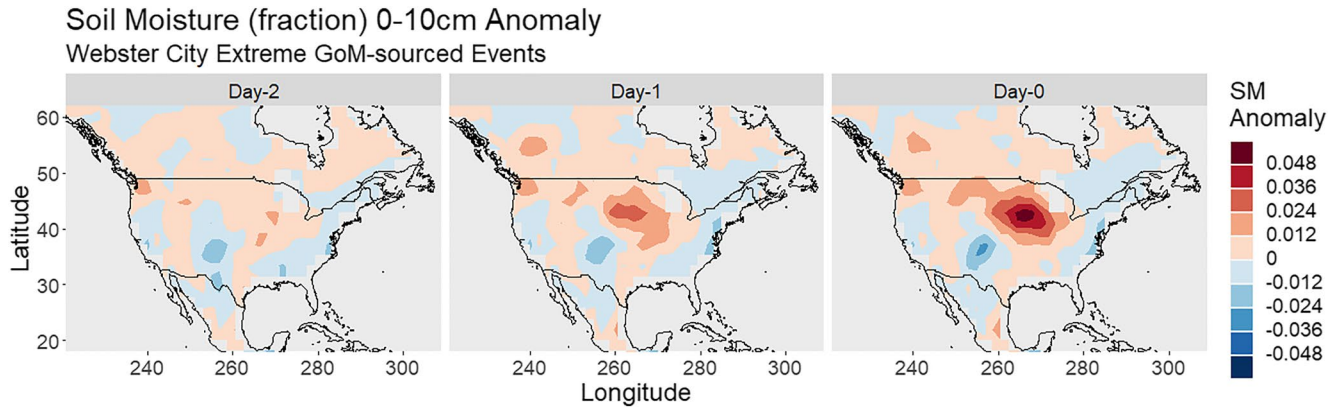 Soil Moisture (fraction) 0-10cm Anomaly
Webster City Extreme GoM-sourced Events
Day-2 Day-1 Day-0
SM
Anomaly
0.048
0.036
0.024
0.012
0
-0.012
-0.024
-0.036
-0.048
Latitude
60
50
40
30
20
240 260 280 300 240 260 280 300 240 260 280 300
Longitude